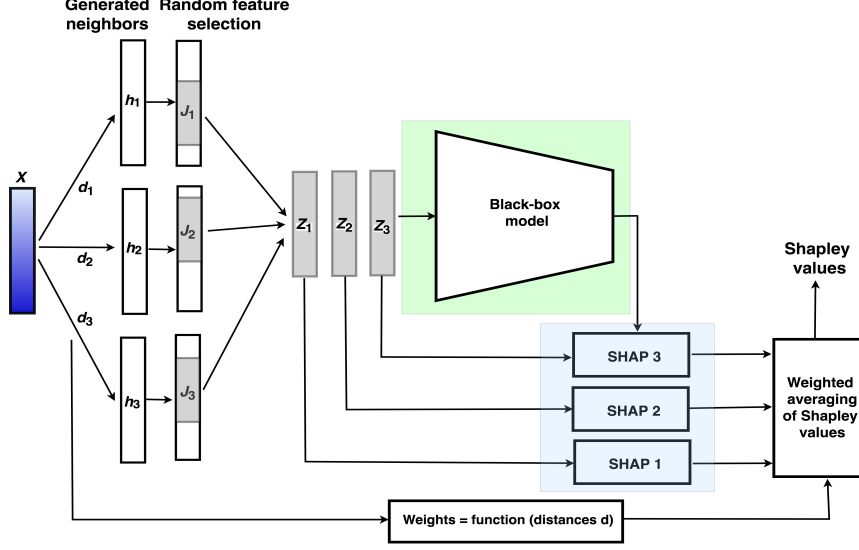 Generated
neighbors
Random feature
selection
X
d1
d2
d3
h1
J1
h2
J2
h3
J3
Z1
Z2
Z3
Black-box
model
Shapley
values
SHAP 3
SHAP 2
SHAP 1
Weighted
averaging
of Shapley
values
Weights = function (distances d)